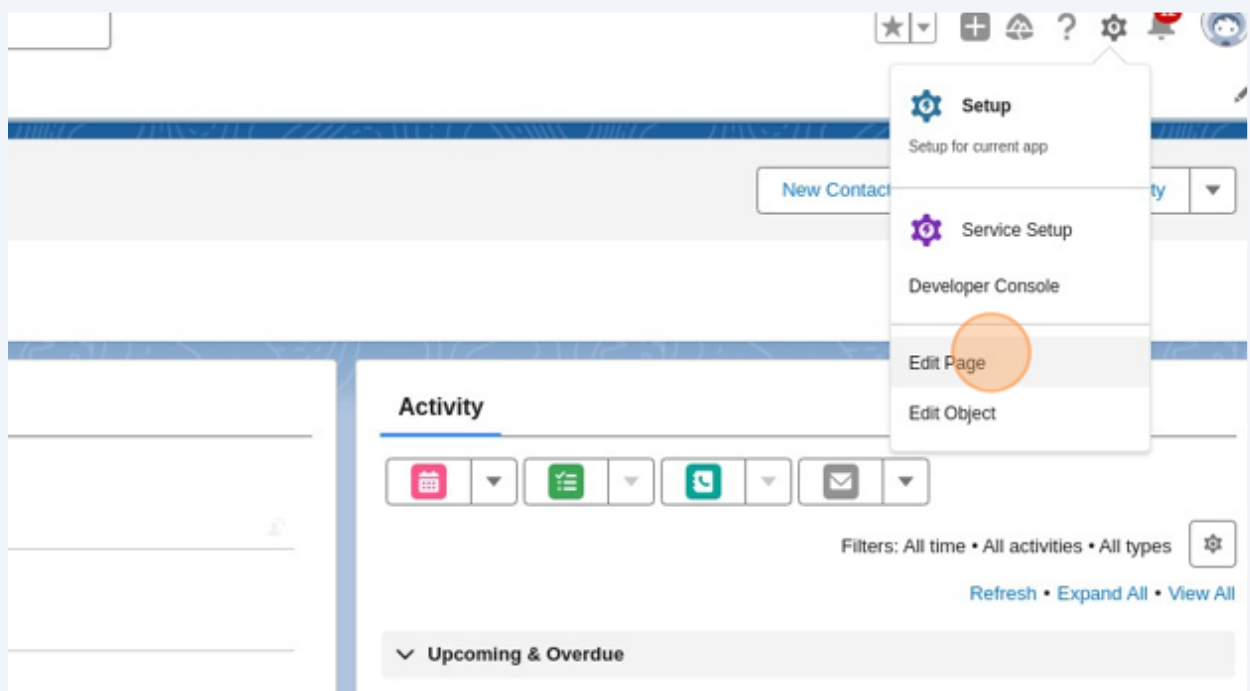 ?
Setup
Setup for current app
New Contact
ty
Service Setup
Developer Console
Edit Page
Edit Object
Activity
Filters: All time • All activities • All types
Refresh • Expand All • View All
Upcoming & Overdue